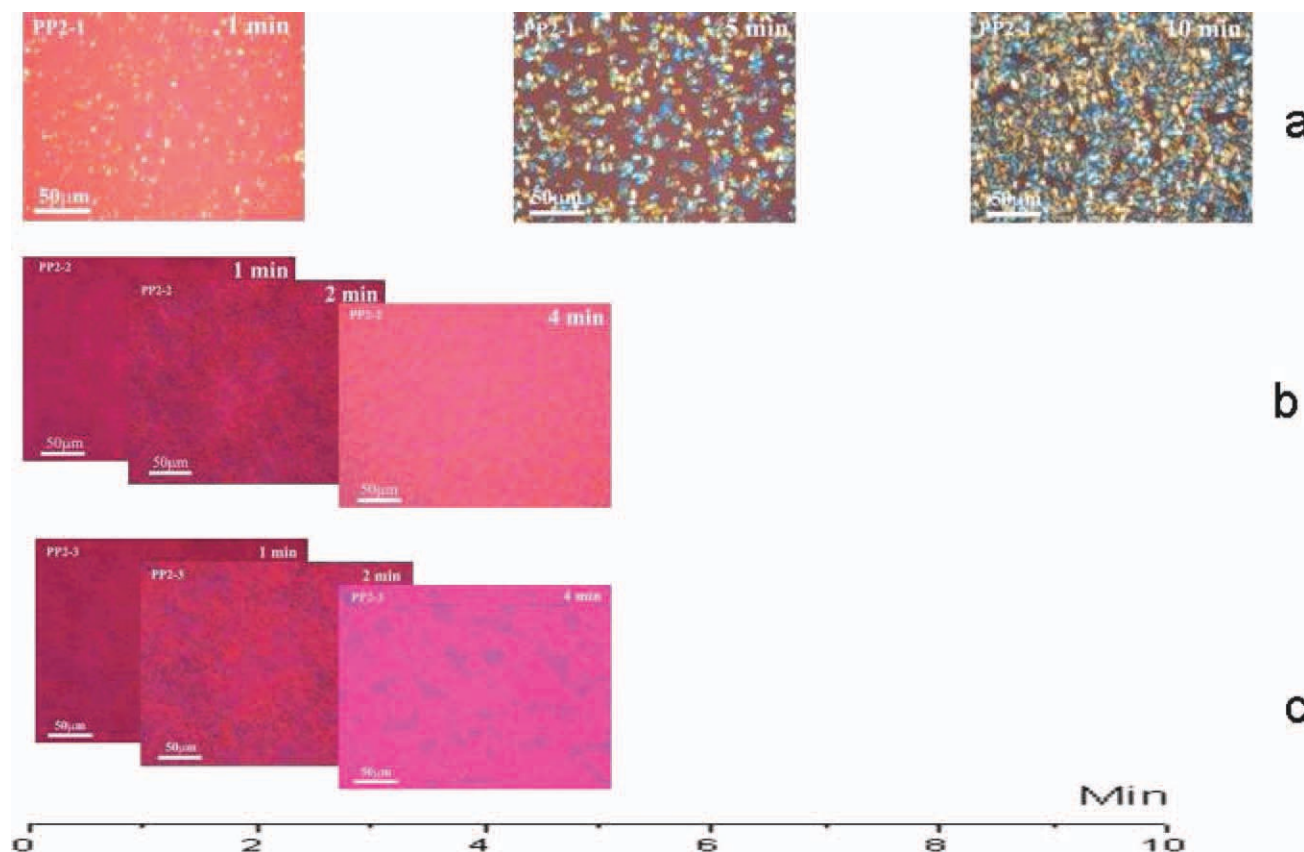 PP2-1 1 min
50μm
PP2-1 5 min
50μm
PP2-1 10 min
50μm
a
PP2-2 1 min
50μm
PP2-2 2 min
50μm
PP2-2 4 min
50μm
b
PP2-3 1 min
50μm
PP2-3 2 min
50μm
PP2-3 4 min
50μm
c
Min
0 2 4 6 8 10